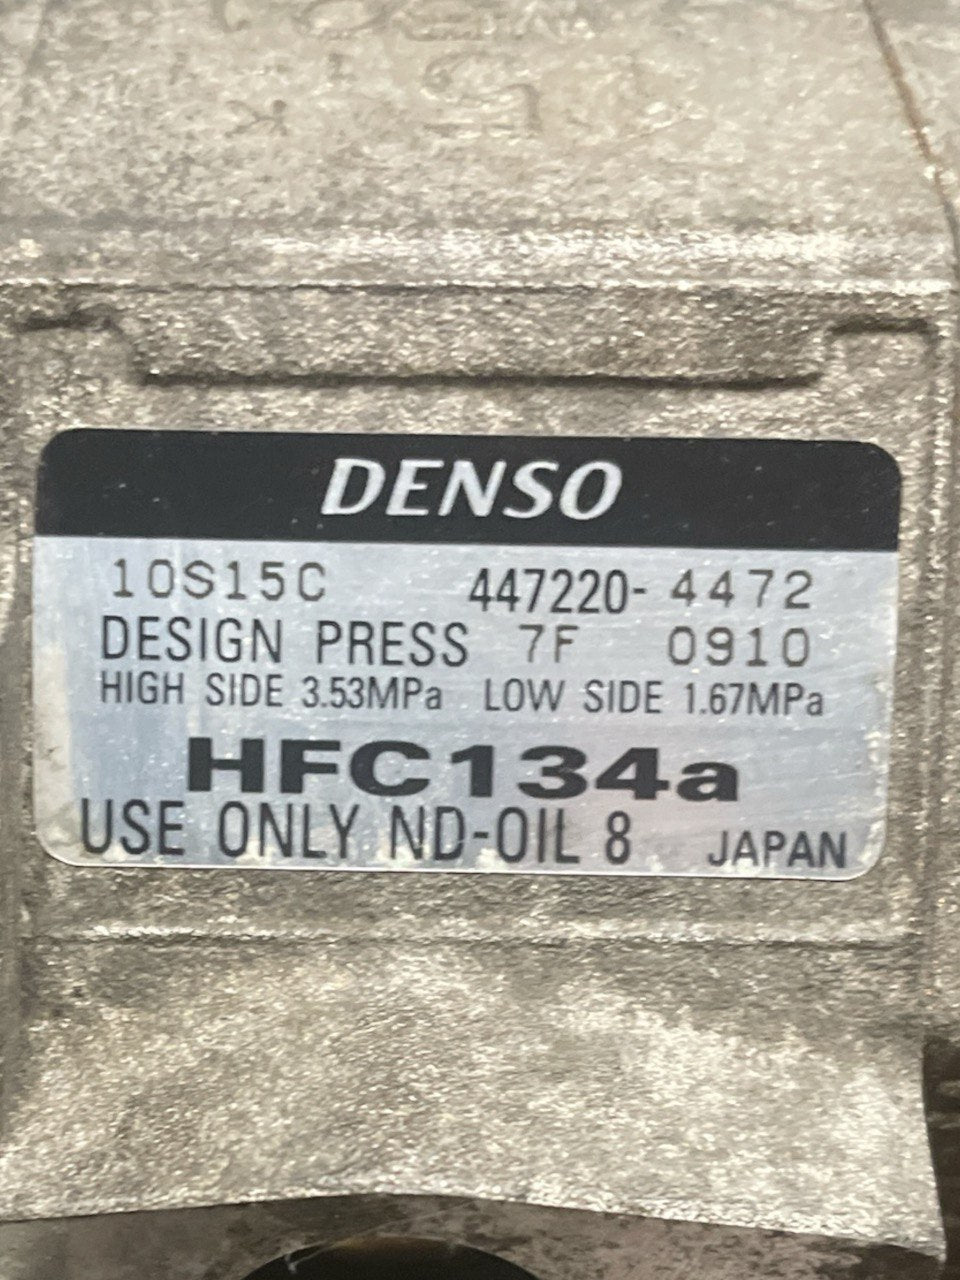 DENSO
10S15C 447220-4472
DESIGN PRESS 7F 0910
HIGH SIDE 3.53MPa LOW SIDE 1.67MPa
HFC134a
USE ONLY ND-OIL 8 JAPAN